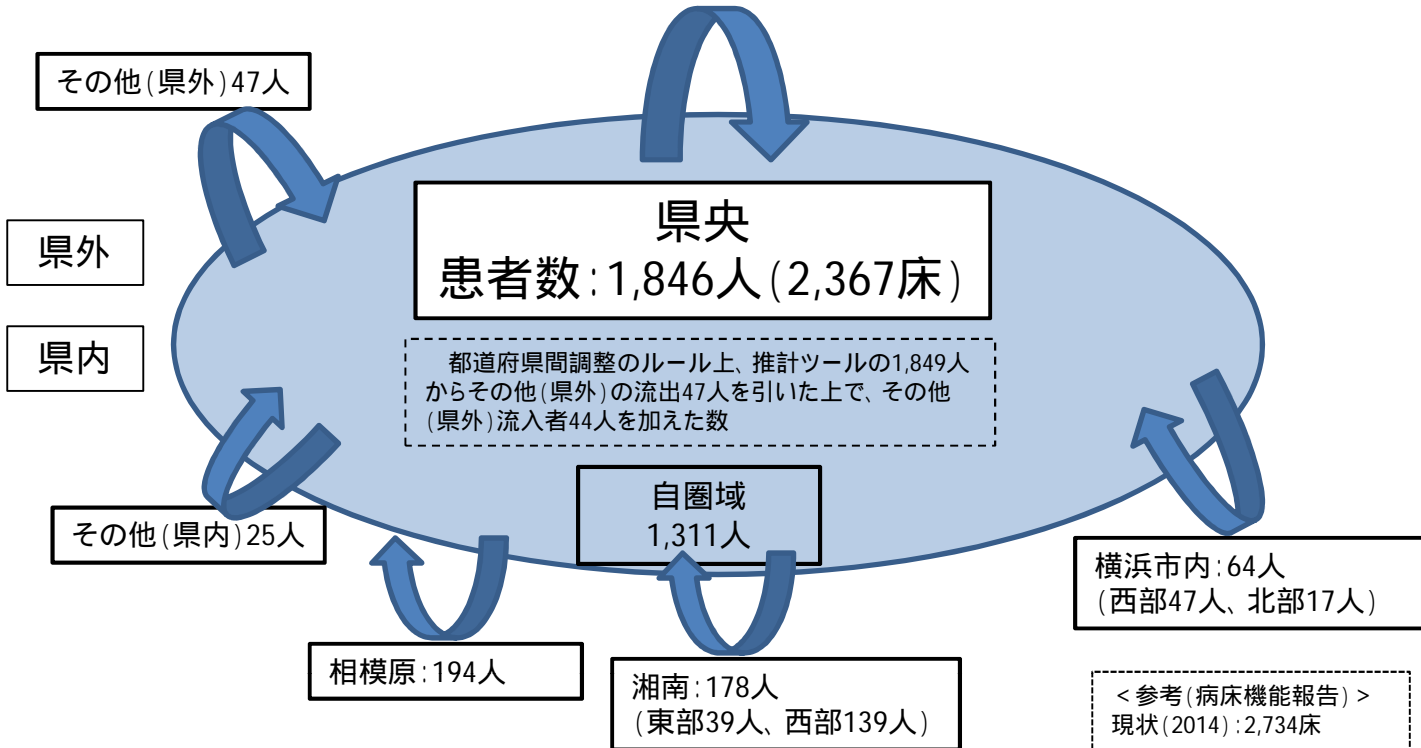 その他(県外)47人
県外
県内
県央
患者数:1,846人(2,367床)
都道府県間調整のルール上、推計ツールの1,849人
からその他(県外)の流出47人を引いた上で、その他
(県外)流入者44人を加えた数
自圏域
1,311人
その他(県内)25人
相模原:194人
湘南:178人
(東部39人、西部139人)
横浜市内:64人
(西部47人、北部17人)
<参考(病床機能報告)>
現状(2014):2,734床